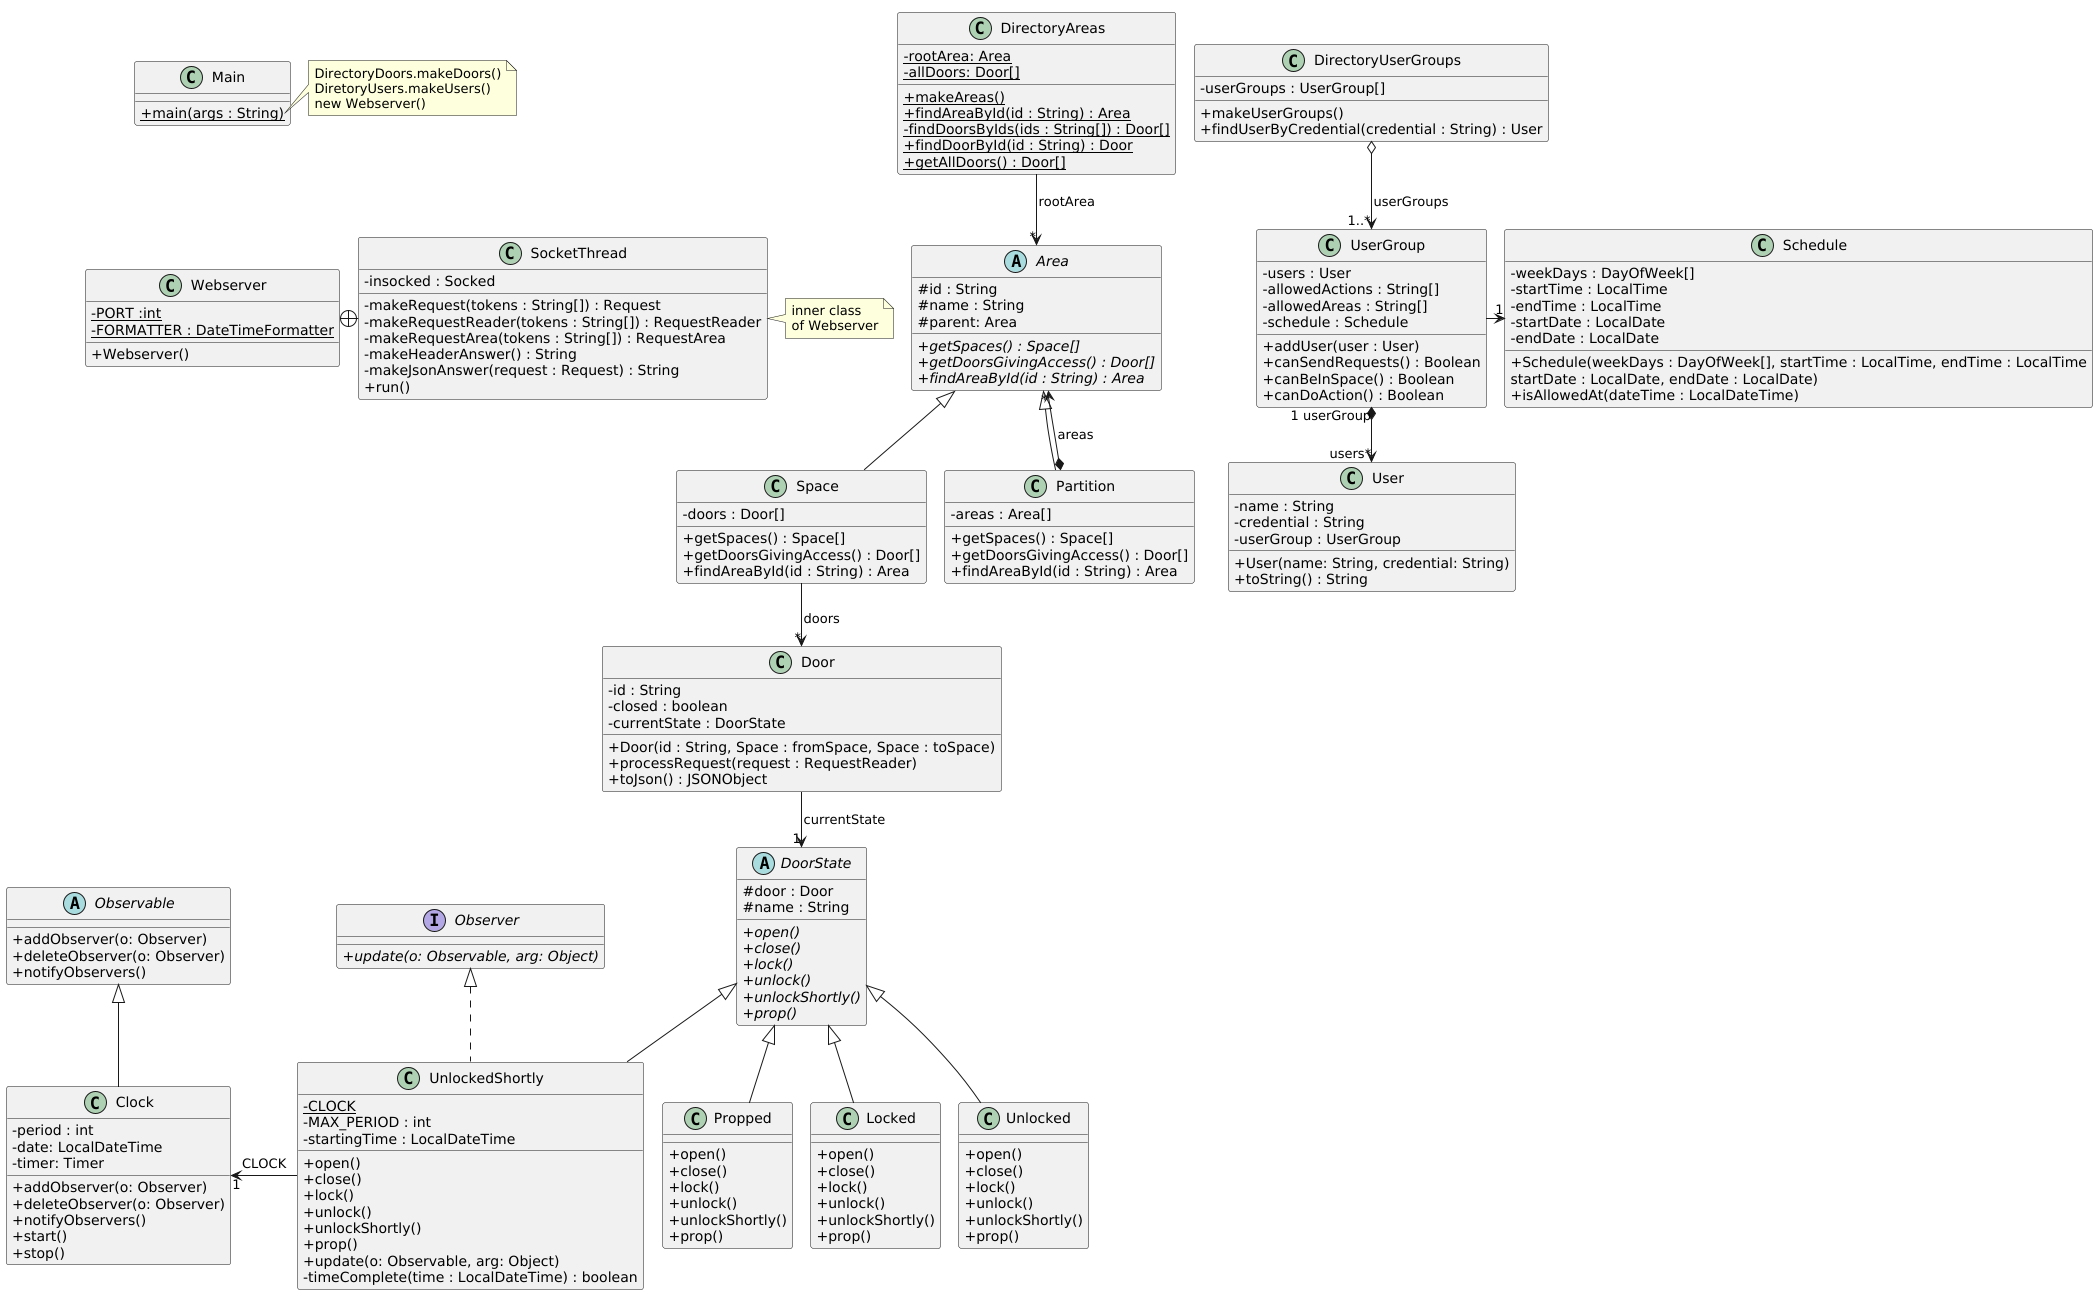 C Main
+main(args : String)
DirectoryDoors.makeDoors()
DiretoryUsers.makeUsers()
new Webserver()
C DirectoryAreas
-rootArea: Area
-allDoors: Door[]
+makeAreas()
+findAreaById(id : String) : Area
-findDoorsByIds(ids : String[]) : Door[]
+findDoorById(id : String) : Door
+getAllDoors() : Door[]
C DirectoryUserGroups
-userGroups : UserGroup[]
+makeUserGroups()
+findUserByCredential(credential : String) : User
rootArea
*
userGroups
1..*
C Webserver
-PORT :int
-FORMATTER : DateTimeFormatter
+Webserver()
C SocketThread
-insocked : Socked
-makeRequest(tokens : String[]) : Request
-makeRequestReader(tokens : String[]) : RequestReader
-makeRequestArea(tokens : String[]) : RequestArea
-makeHeaderAnswer() : String
-makeJsonAnswer(request : Request) : String
+run()
inner class
of Webserver
A Area
#id : String
#name : String
#parent: Area
+getSpaces() : Space[]
+getDoorsGivingAccess() : Door[]
+findAreaById(id : String) : Area
C UserGroup
-users : User
-allowedActions : String[]
-allowedAreas : String[]
-schedule : Schedule
+addUser(user : User)
+canSendRequests() : Boolean
+canBeInSpace() : Boolean
+canDoAction() : Boolean
1
C Schedule
-weekDays : DayOfWeek[]
-startTime : LocalTime
-endTime : LocalTime
-startDate : LocalDate
-endDate : LocalDate
+Schedule(weekDays : DayOfWeek[], startTime : LocalTime, endTime : LocalTime
startDate : LocalDate, endDate : LocalDate)
+isAllowedAt(dateTime : LocalDateTime)
*
areas
1 userGroup
users*
C Space
-doors : Door[]
+getSpaces() : Space[]
+getDoorsGivingAccess() : Door[]
+findAreaById(id : String) : Area
C Partition
-areas : Area[]
+getSpaces() : Space[]
+getDoorsGivingAccess() : Door[]
+findAreaById(id : String) : Area
C User
-name : String
-credential : String
-userGroup : UserGroup
+User(name: String, credential: String)
+toString() : String
doors
*
C Door
-id : String
-closed : boolean
-currentState : DoorState
+Door(id : String, Space : fromSpace, Space : toSpace)
+processRequest(request : RequestReader)
+toJson() : JSONObject
currentState
1
A DoorState
#door : Door
#name : String
+open()
+close()
+lock()
+unlock()
+unlockShortly()
+prop()
A Observable
+addObserver(o: Observer)
+deleteObserver(o: Observer)
+notifyObservers()
I Observer
+update(o: Observable, arg: Object)
C Clock
-period : int
-date: LocalDateTime
-timer: Timer
+addObserver(o: Observer)
+deleteObserver(o: Observer)
+notifyObservers()
+start()
+stop()
CLOCK
1
C UnlockedShortly
-CLOCK
-MAX_PERIOD : int
-startingTime : LocalDateTime
+open()
+close()
+lock()
+unlock()
+unlockShortly()
+prop()
+update(o: Observable, arg: Object)
-timeComplete(time : LocalDateTime) : boolean
C Propped
+open()
+close()
+lock()
+unlock()
+unlockShortly()
+prop()
C Locked
+open()
+close()
+lock()
+unlock()
+unlockShortly()
+prop()
C Unlocked
+open()
+close()
+lock()
+unlock()
+unlockShortly()
+prop()